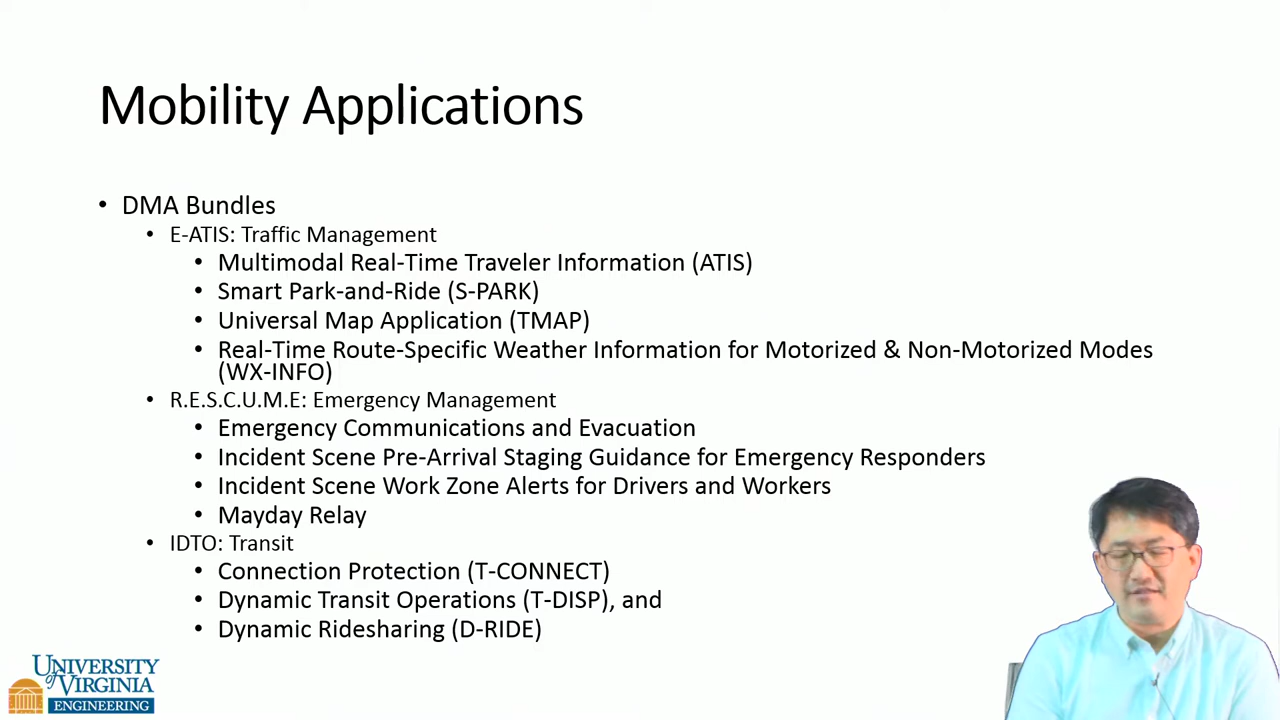 Mobility Applications
• DMA Bundles
• E-ATIS: Traffic Management
• Multimodal Real-Time Traveler Information (ATIS)
• Smart Park-and-Ride (S-PARK)
• Universal Map Application (TMAP)
• Real-Time Route-Specific Weather Information for Motorized & Non-Motorized Modes
(WX-INFO)
• R.E.S.C.U.M.E: Emergency Management
• Emergency Communications and Evacuation
• Incident Scene Pre-Arrival Staging Guidance for Emergency Responders
• Incident Scene Work Zone Alerts for Drivers and Workers
• Mayday Relay
• IDTO: Transit
• Connection Protection (T-CONNECT)
• Dynamic Transit Operations (T-DISP), and
• Dynamic Ridesharing (D-RIDE)
UNIVERSITY
of VIRGINIA
ENGINEERING